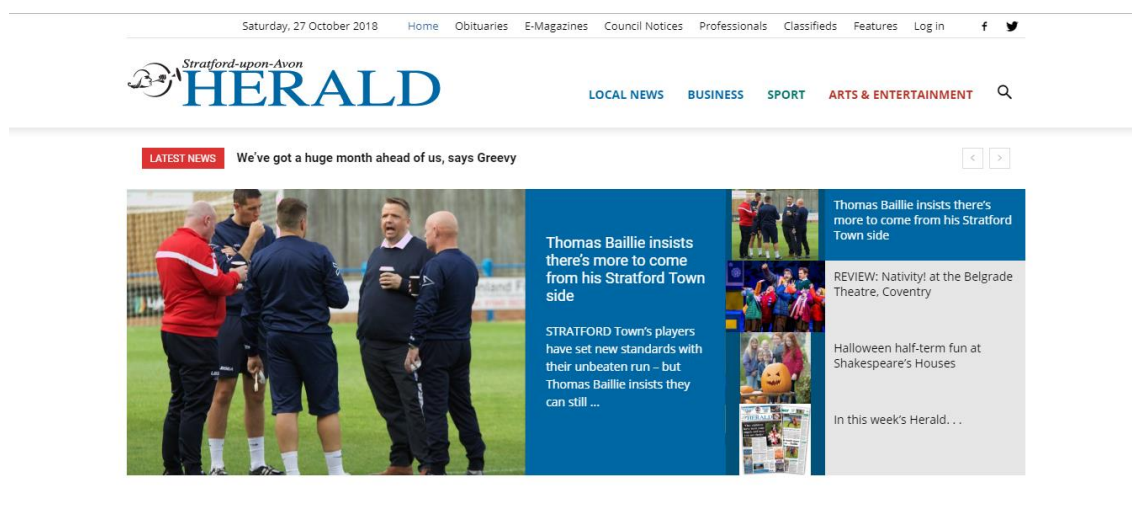 Saturday, 27 October 2018 Home Obituaries E-Magazines Council Notices Professionals Classifieds Features Log in
Stratford-upon-Avon
HERALD
LOCAL NEWS BUSINESS SPORT ARTS & ENTERTAINMENT
LATEST NEWS We've got a huge month ahead of us, says Greevy
Thomas Baillie insists
there's more to come
from his Stratford Town
side
STRATFORD Town's players
have set new standards with
their unbeaten run – but
Thomas Baillie insists they
can still ...
Thomas Baillie insists there's
more to come from his Stratford
Town side
REVIEW: Nativity! at the Belgrade
Theatre, Coventry
Halloween half-term fun at
Shakespeare's Houses
In this week's Herald. . .
HERALD